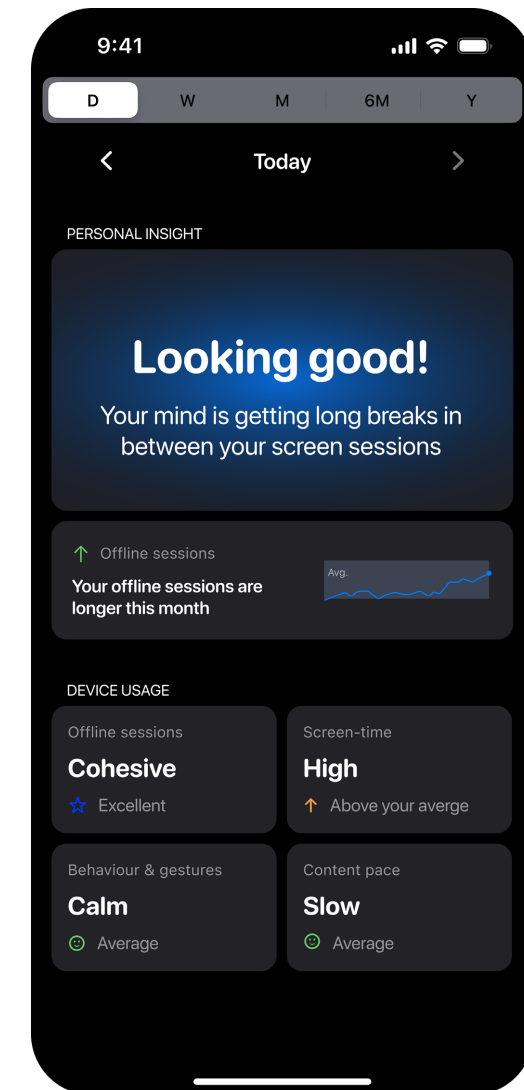 9:41
D W M 6M Y
Today
PERSONAL INSIGHT
Looking good!
Your mind is getting long breaks in
between your screen sessions
Offline sessions
Your offline sessions are
longer this month
Avg.
DEVICE USAGE
Offline sessions
Cohesive
Excellent
Screen-time
High
Above your averge
Behaviour & gestures
Calm
Average
Content pace
Slow
Average